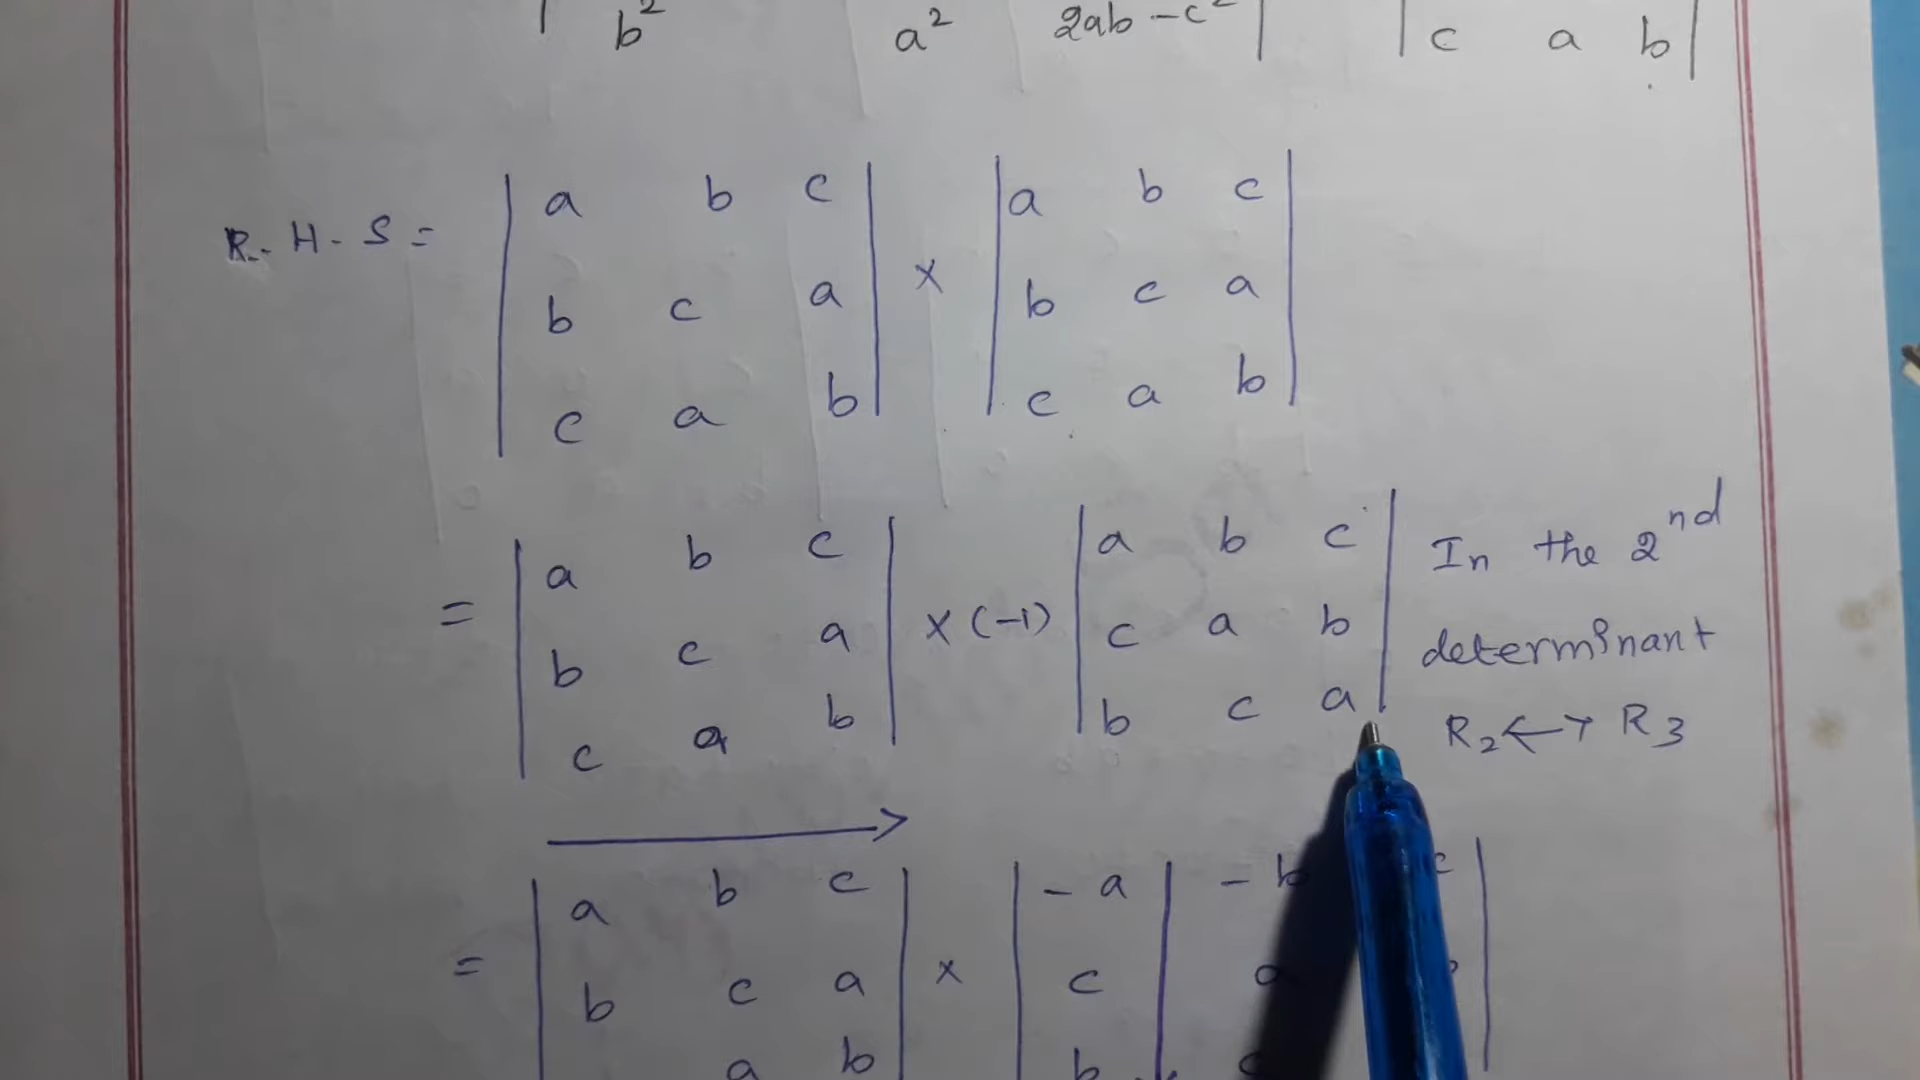 b² a² 2ab - c² | | c a b |
| a b c | | a b c |
R.H.S = | b c a | × | b c a |
| c a b | | c a b |
| a b c | | a b c | In the 2nd
= | b c a | × (-1) | c a b | determinant
| c a b | | b c a | R₂ ↔ R₃
→
| a b c | | - a | - b c |
= | b c a | × | c | a |
a b | | b |